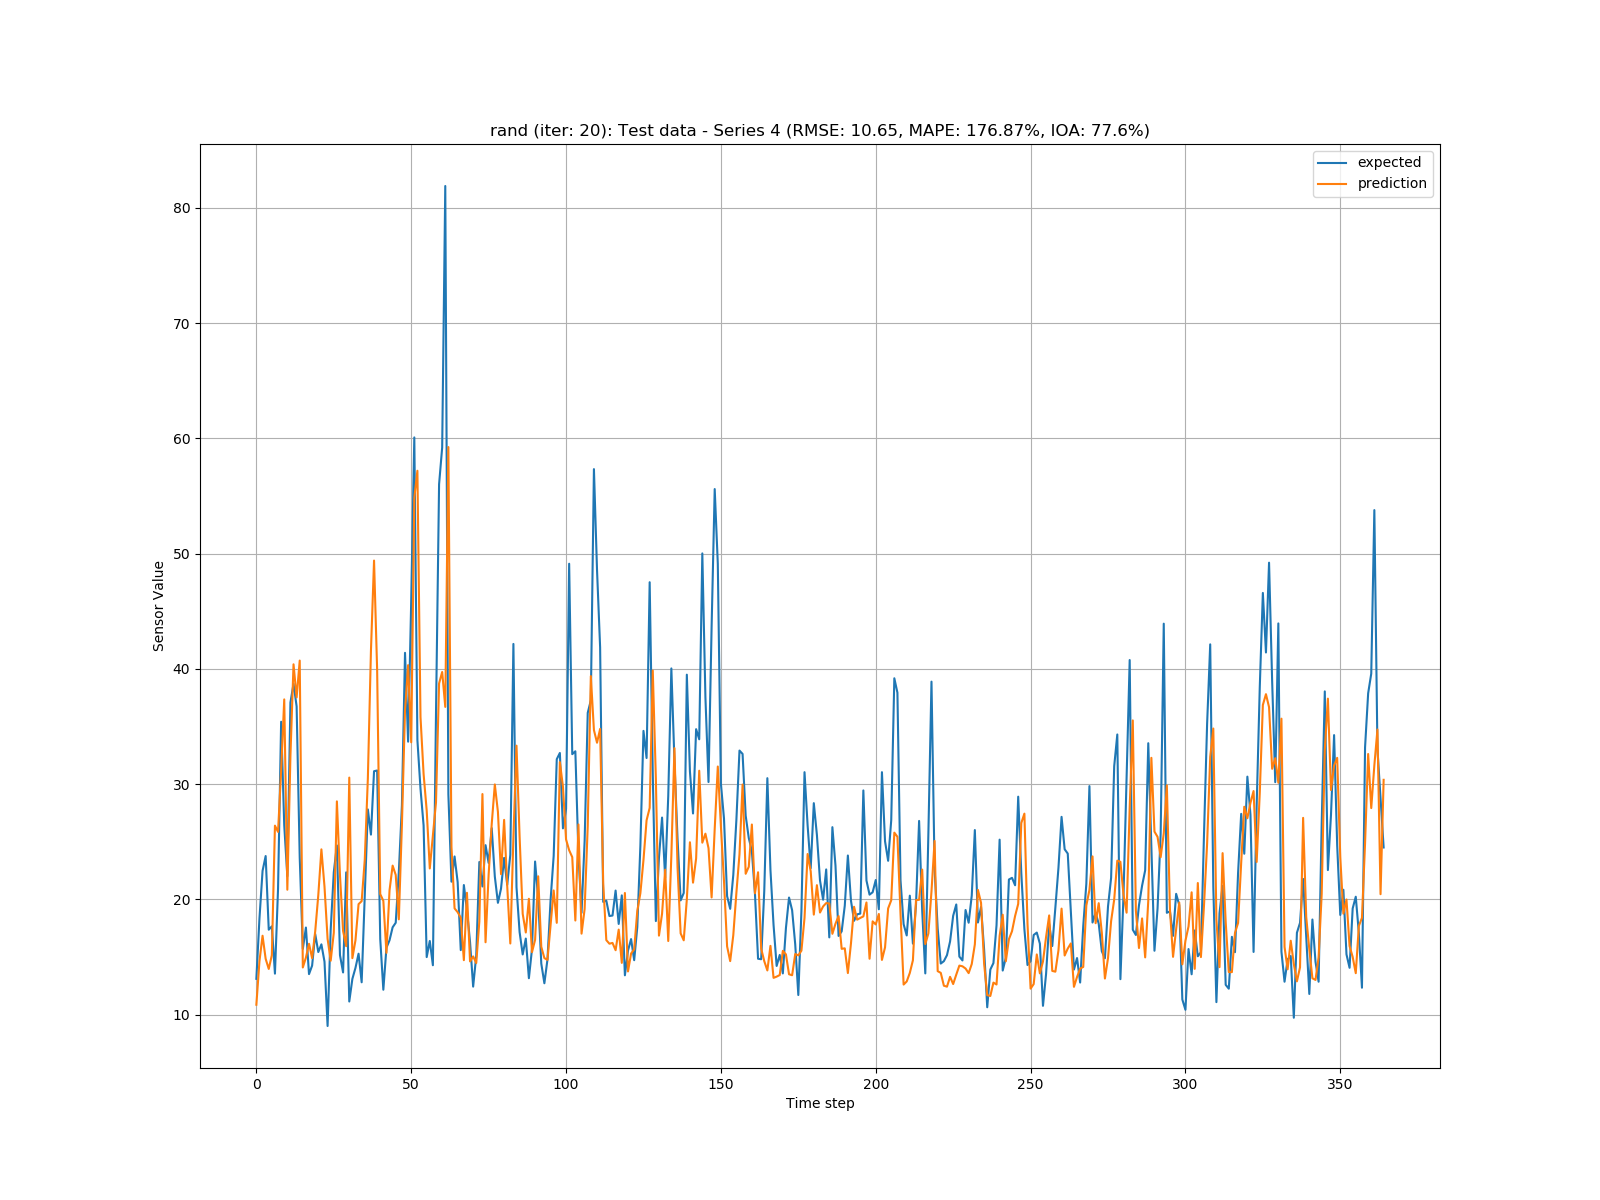 rand (iter: 20): Test data - Series 4 (RMSE: 10.65, MAPE: 176.87%, IOA: 77.6%)
expected
prediction
80
70
60
50
40
30
20
10
Sensor Value
0 50 100 150 200 250 300 350
Time step